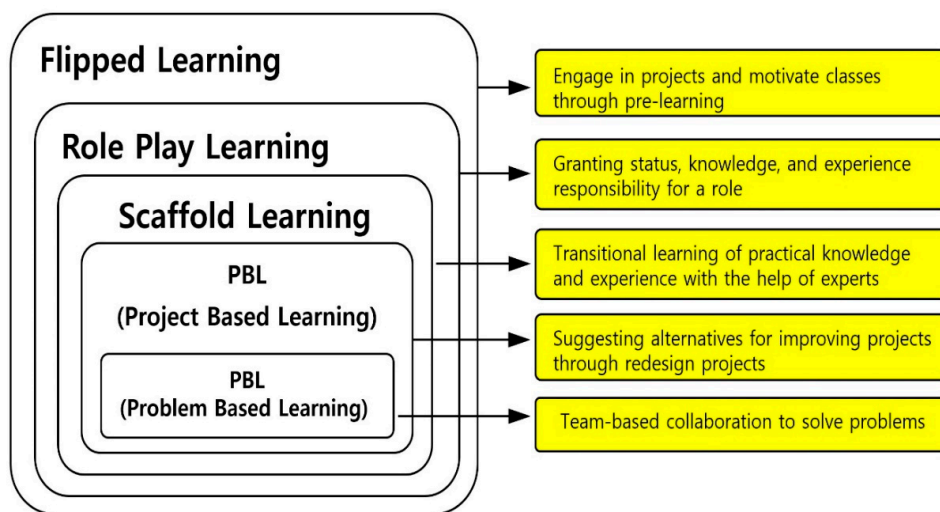 Flipped Learning
Engage in projects and motivate classes
through pre-learning
Role Play Learning
Granting status, knowledge, and experience
responsibility for a role
Scaffold Learning
Transitional learning of practical knowledge
and experience with the help of experts
PBL
(Project Based Learning)
Suggesting alternatives for improving projects
through redesign projects
PBL
(Problem Based Learning)
Team-based collaboration to solve problems